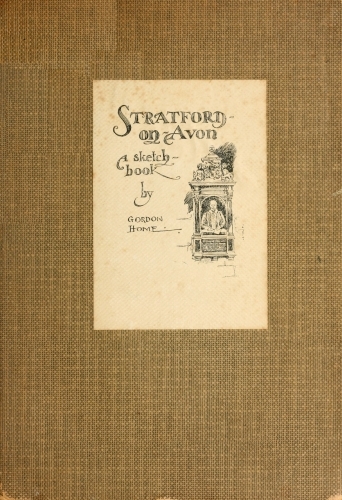 STRATFORD-
on AVON
a sketch-
book
by
GORDON
HOME.